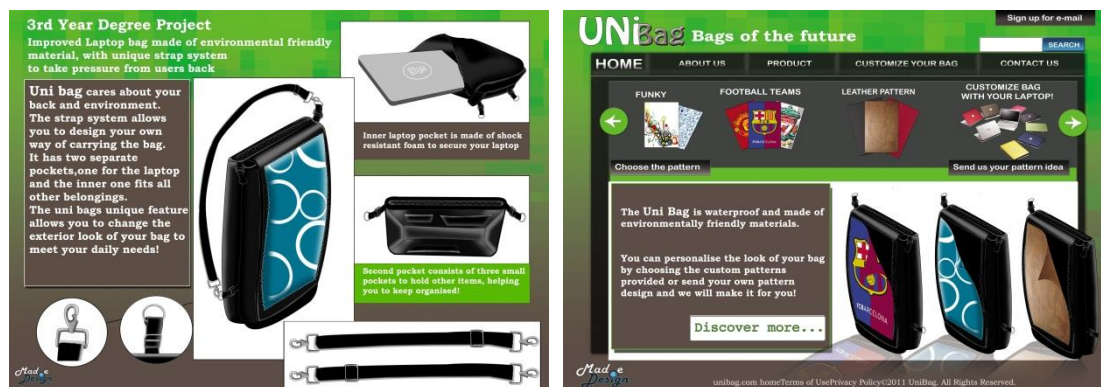 3rd Year Degree Project
Improved Laptop bag made of environmental friendly
material, with unique strap system
to take pressure from users back
Uni bag cares about your
back and environment.
The strap system allows
you to design your own
way of carrying the bag.
It has two separate
pockets,one for the laptop
and the inner one fits all
other belongings.
The uni bags unique feature
allows you to change the
exterior look of your bag to
meet your daily needs!
Inner laptop pocket is made of shock
resistant foam to secure your laptop
Second pocket consists of three small
pockets to hold other items, helping
you to keep organised!
Mad e
Design
Sign up for e-mail
UNiBag Bags of the future
SEARCH
HOME ABOUT US PRODUCT CUSTOMIZE YOUR BAG CONTACT US
FUNKY FOOTBALL TEAMS LEATHER PATTERN CUSTOMIZE BAG
WITH YOUR LAPTOP!
Choose the pattern Send us your pattern idea
The Uni Bag is waterproof and made of
environmentally friendly materials.
You can personalise the look of your bag
by choosing the custom patterns
provided or send your own pattern
design and we will make it for you!
Discover more...
FCBARCELONA
Mad e
Design
unibag.com homeTerms of UsePrivacy Policy©2011 UniBag. All Rights Reserved.